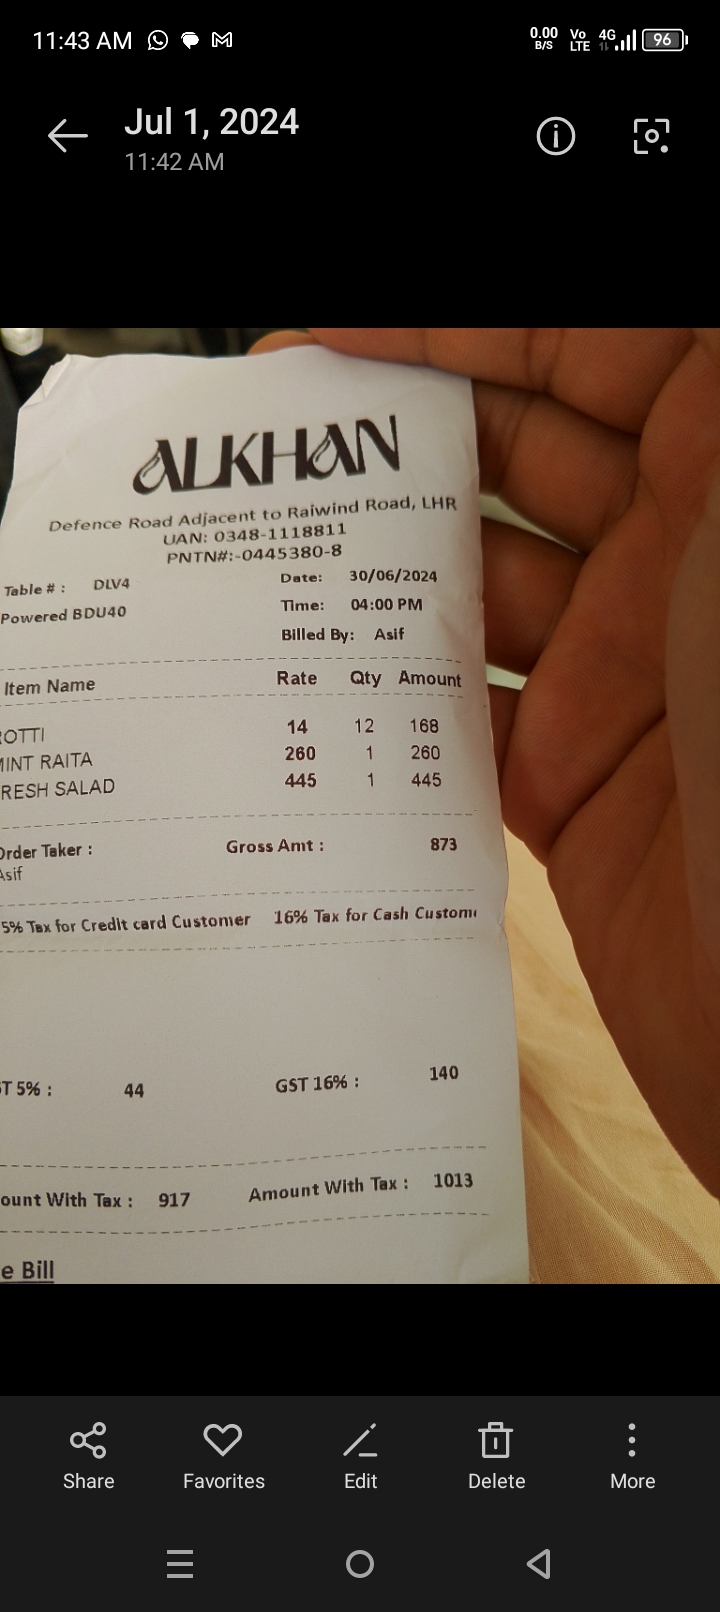 11:43 AM 0.00 B/S Vo LTE 4G 96
Jul 1, 2024
11:42 AM
ALKHAN
Defence Road Adjacent to Raiwind Road, LHR
UAN: 0348-1118811
PNTN#:-0445380-8
Table # : DLV4 Date: 30/06/2024
Powered BDU40 Time: 04:00 PM
Billed By: Asif
Item Name Rate Qty Amount
ROTTI 14 12 168
MINT RAITA 260 1 260
RESH SALAD 445 1 445
Order Taker : Gross Amt : 873
Asif
5% Tax for Credit card Customer 16% Tax for Cash Custom
ST 5% : 44 GST 16% : 140
ount With Tax : 917 Amount With Tax : 1013
e Bill
Share Favorites Edit Delete More